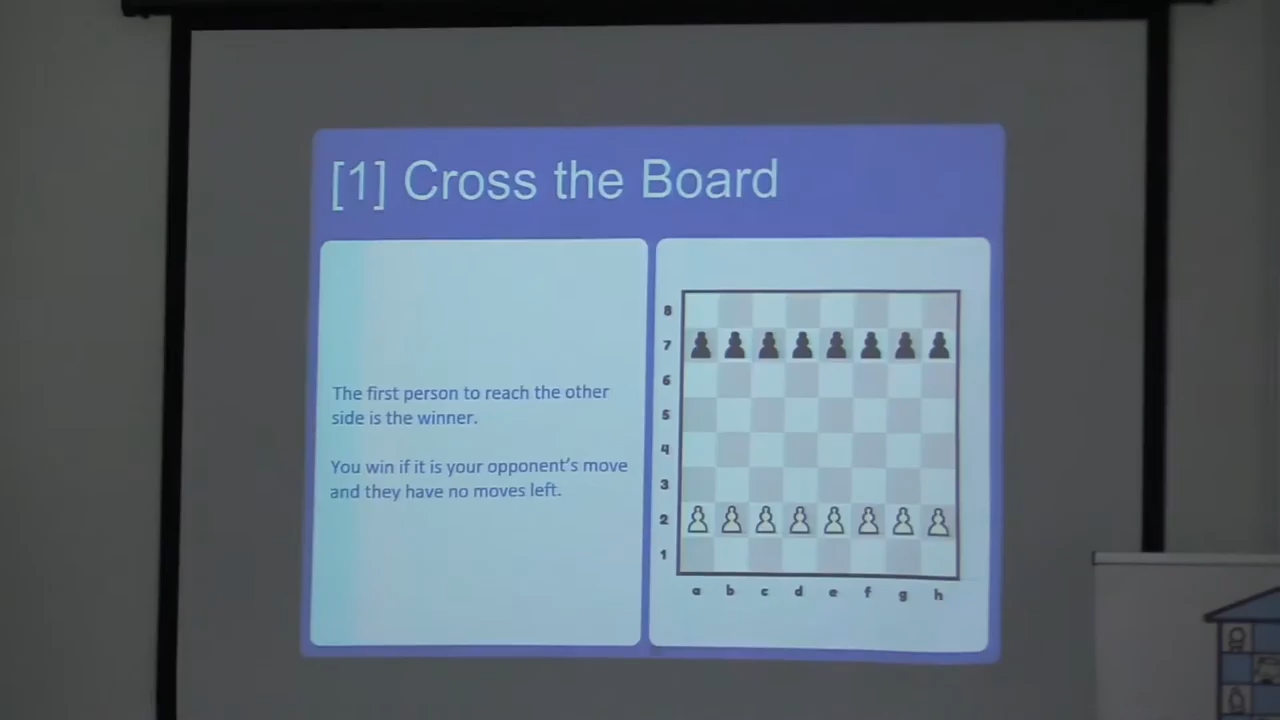 [1] Cross the Board
The first person to reach the other
side is the winner.
You win if it is your opponent's move
and they have no moves left.
8
7
6
5
4
3
2
1
a b c d e f g h